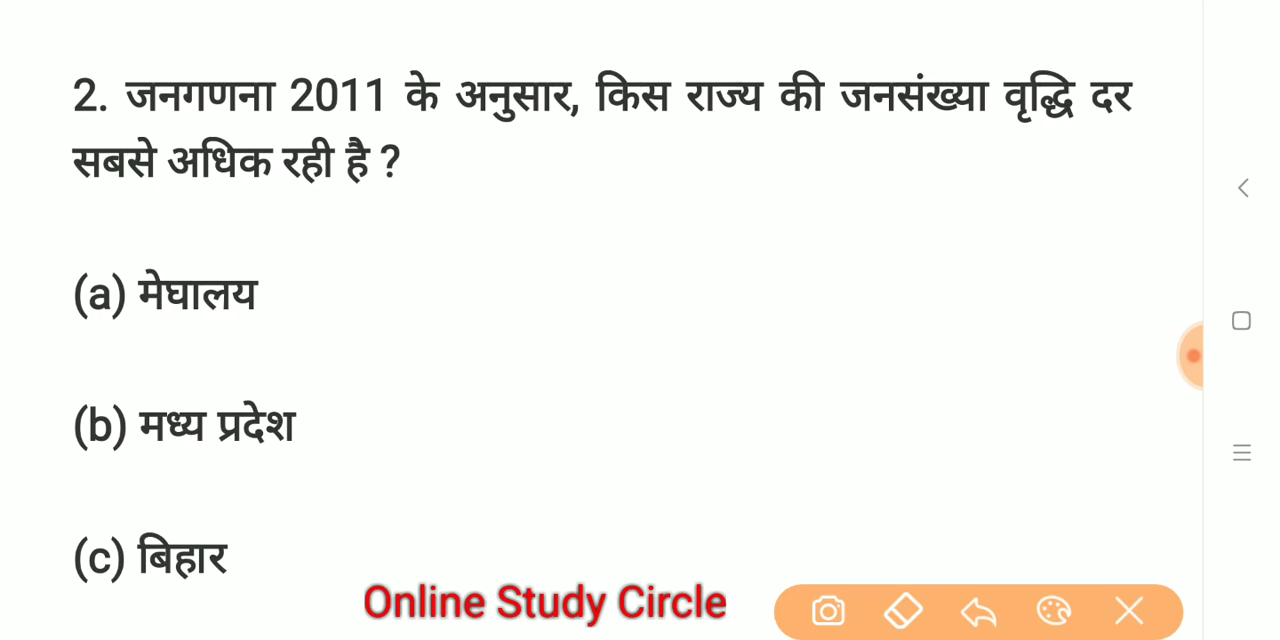 2. जनगणना 2011 के अनुसार, किस राज्य की जनसंख्या वृद्धि दर
सबसे अधिक रही है ?
(a) मेघालय
(b) मध्य प्रदेश
(c) बिहार
Online Study Circle